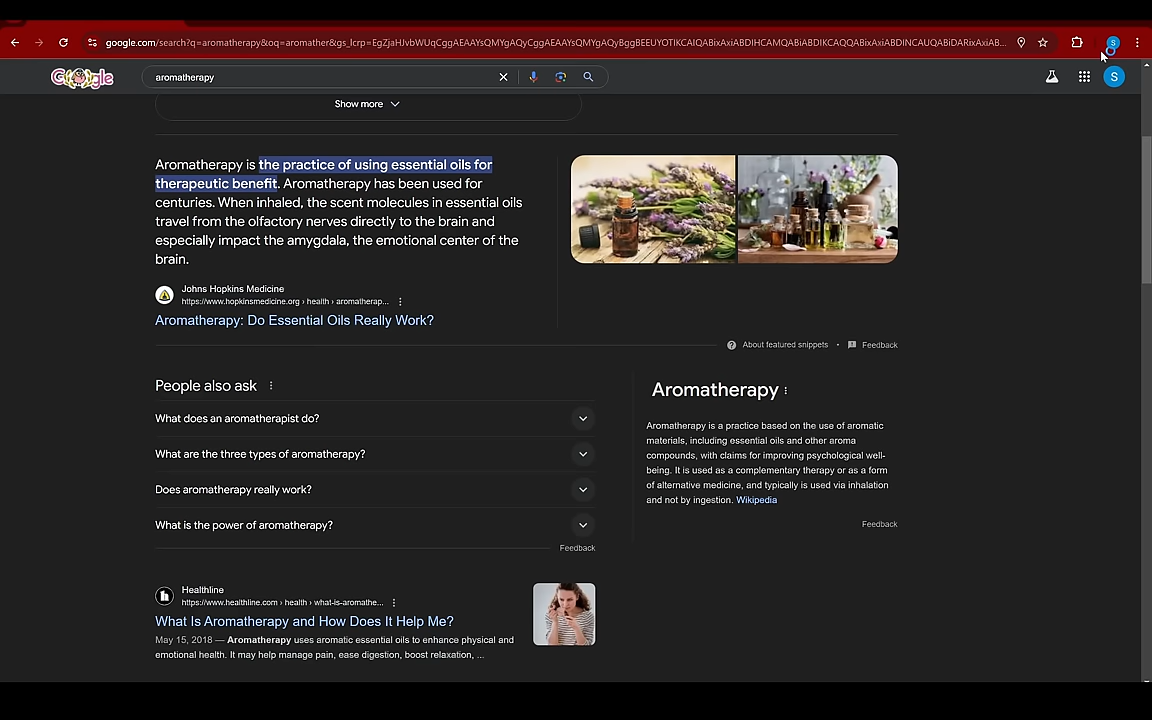 google.com/search?q=aromatherapy&oq=aromather&gs_lcrp=EgZjaHJvbWUqCggAEAAYsQMYgAQyCggAEAAYsQMYgAQyBggBEEUYOTIKCAIQABixAxiABDIHCAMQABiABDIKCAQQABixAxiABDINCAUQABiDARixAxiAB...
S
Google
aromatherapy
S
Show more
Aromatherapy is the practice of using essential oils for
therapeutic benefit. Aromatherapy has been used for
centuries. When inhaled, the scent molecules in essential oils
travel from the olfactory nerves directly to the brain and
especially impact the amygdala, the emotional center of the
brain.
Johns Hopkins Medicine
https://www.hopkinsmedicine.org › health › aromatherap...
Aromatherapy: Do Essential Oils Really Work?
About featured snippets • Feedback
People also ask
What does an aromatherapist do?
What are the three types of aromatherapy?
Does aromatherapy really work?
What is the power of aromatherapy?
Feedback
Aromatherapy
Aromatherapy is a practice based on the use of aromatic
materials, including essential oils and other aroma
compounds, with claims for improving psychological well-
being. It is used as a complementary therapy or as a form
of alternative medicine, and typically is used via inhalation
and not by ingestion. Wikipedia
Feedback
Healthline
https://www.healthline.com › health › what-is-aromathe...
What Is Aromatherapy and How Does It Help Me?
May 15, 2018 — Aromatherapy uses aromatic essential oils to enhance physical and
emotional health. It may help manage pain, ease digestion, boost relaxation, ...